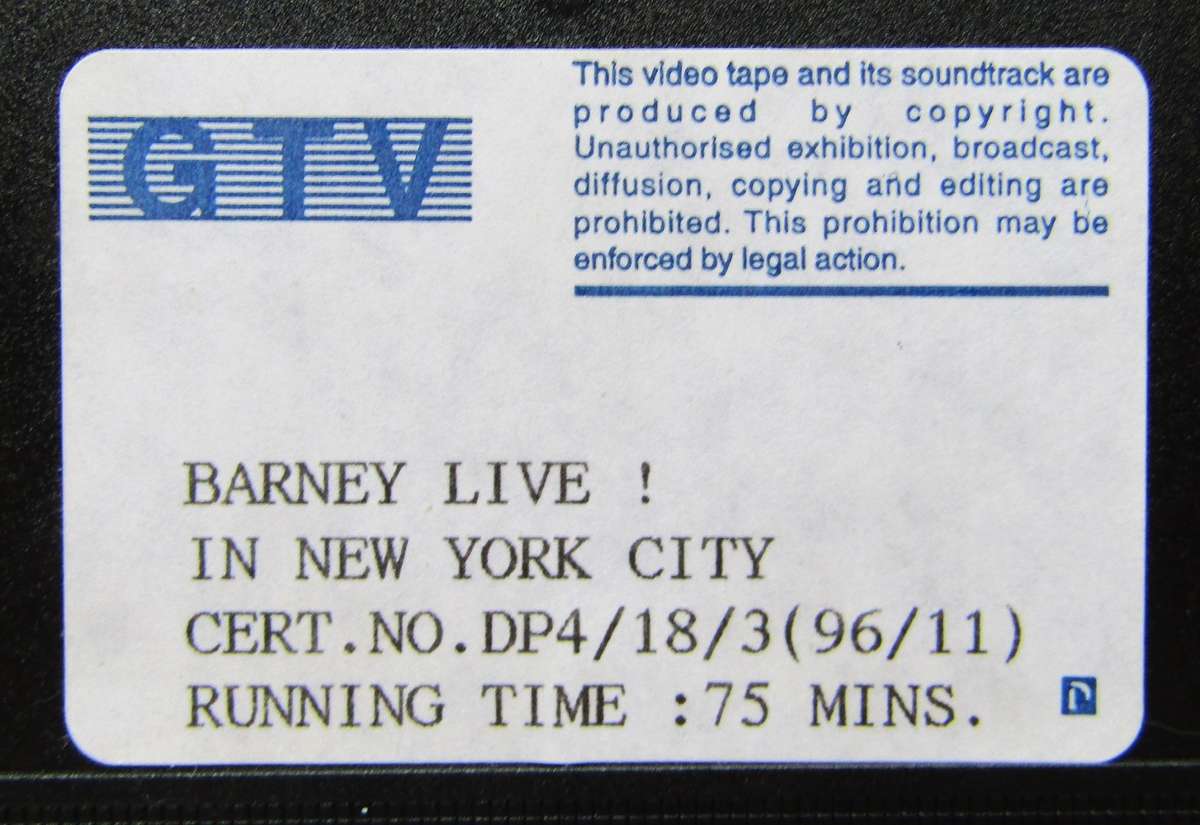 GTV
This video tape and its soundtrack are
produced by copyright.
Unauthorised exhibition, broadcast,
diffusion, copying and editing are
prohibited. This prohibition may be
enforced by legal action.
BARNEY LIVE !
IN NEW YORK CITY
CERT.NO.DP4/18/3(96/11)
RUNNING TIME :75 MINS.